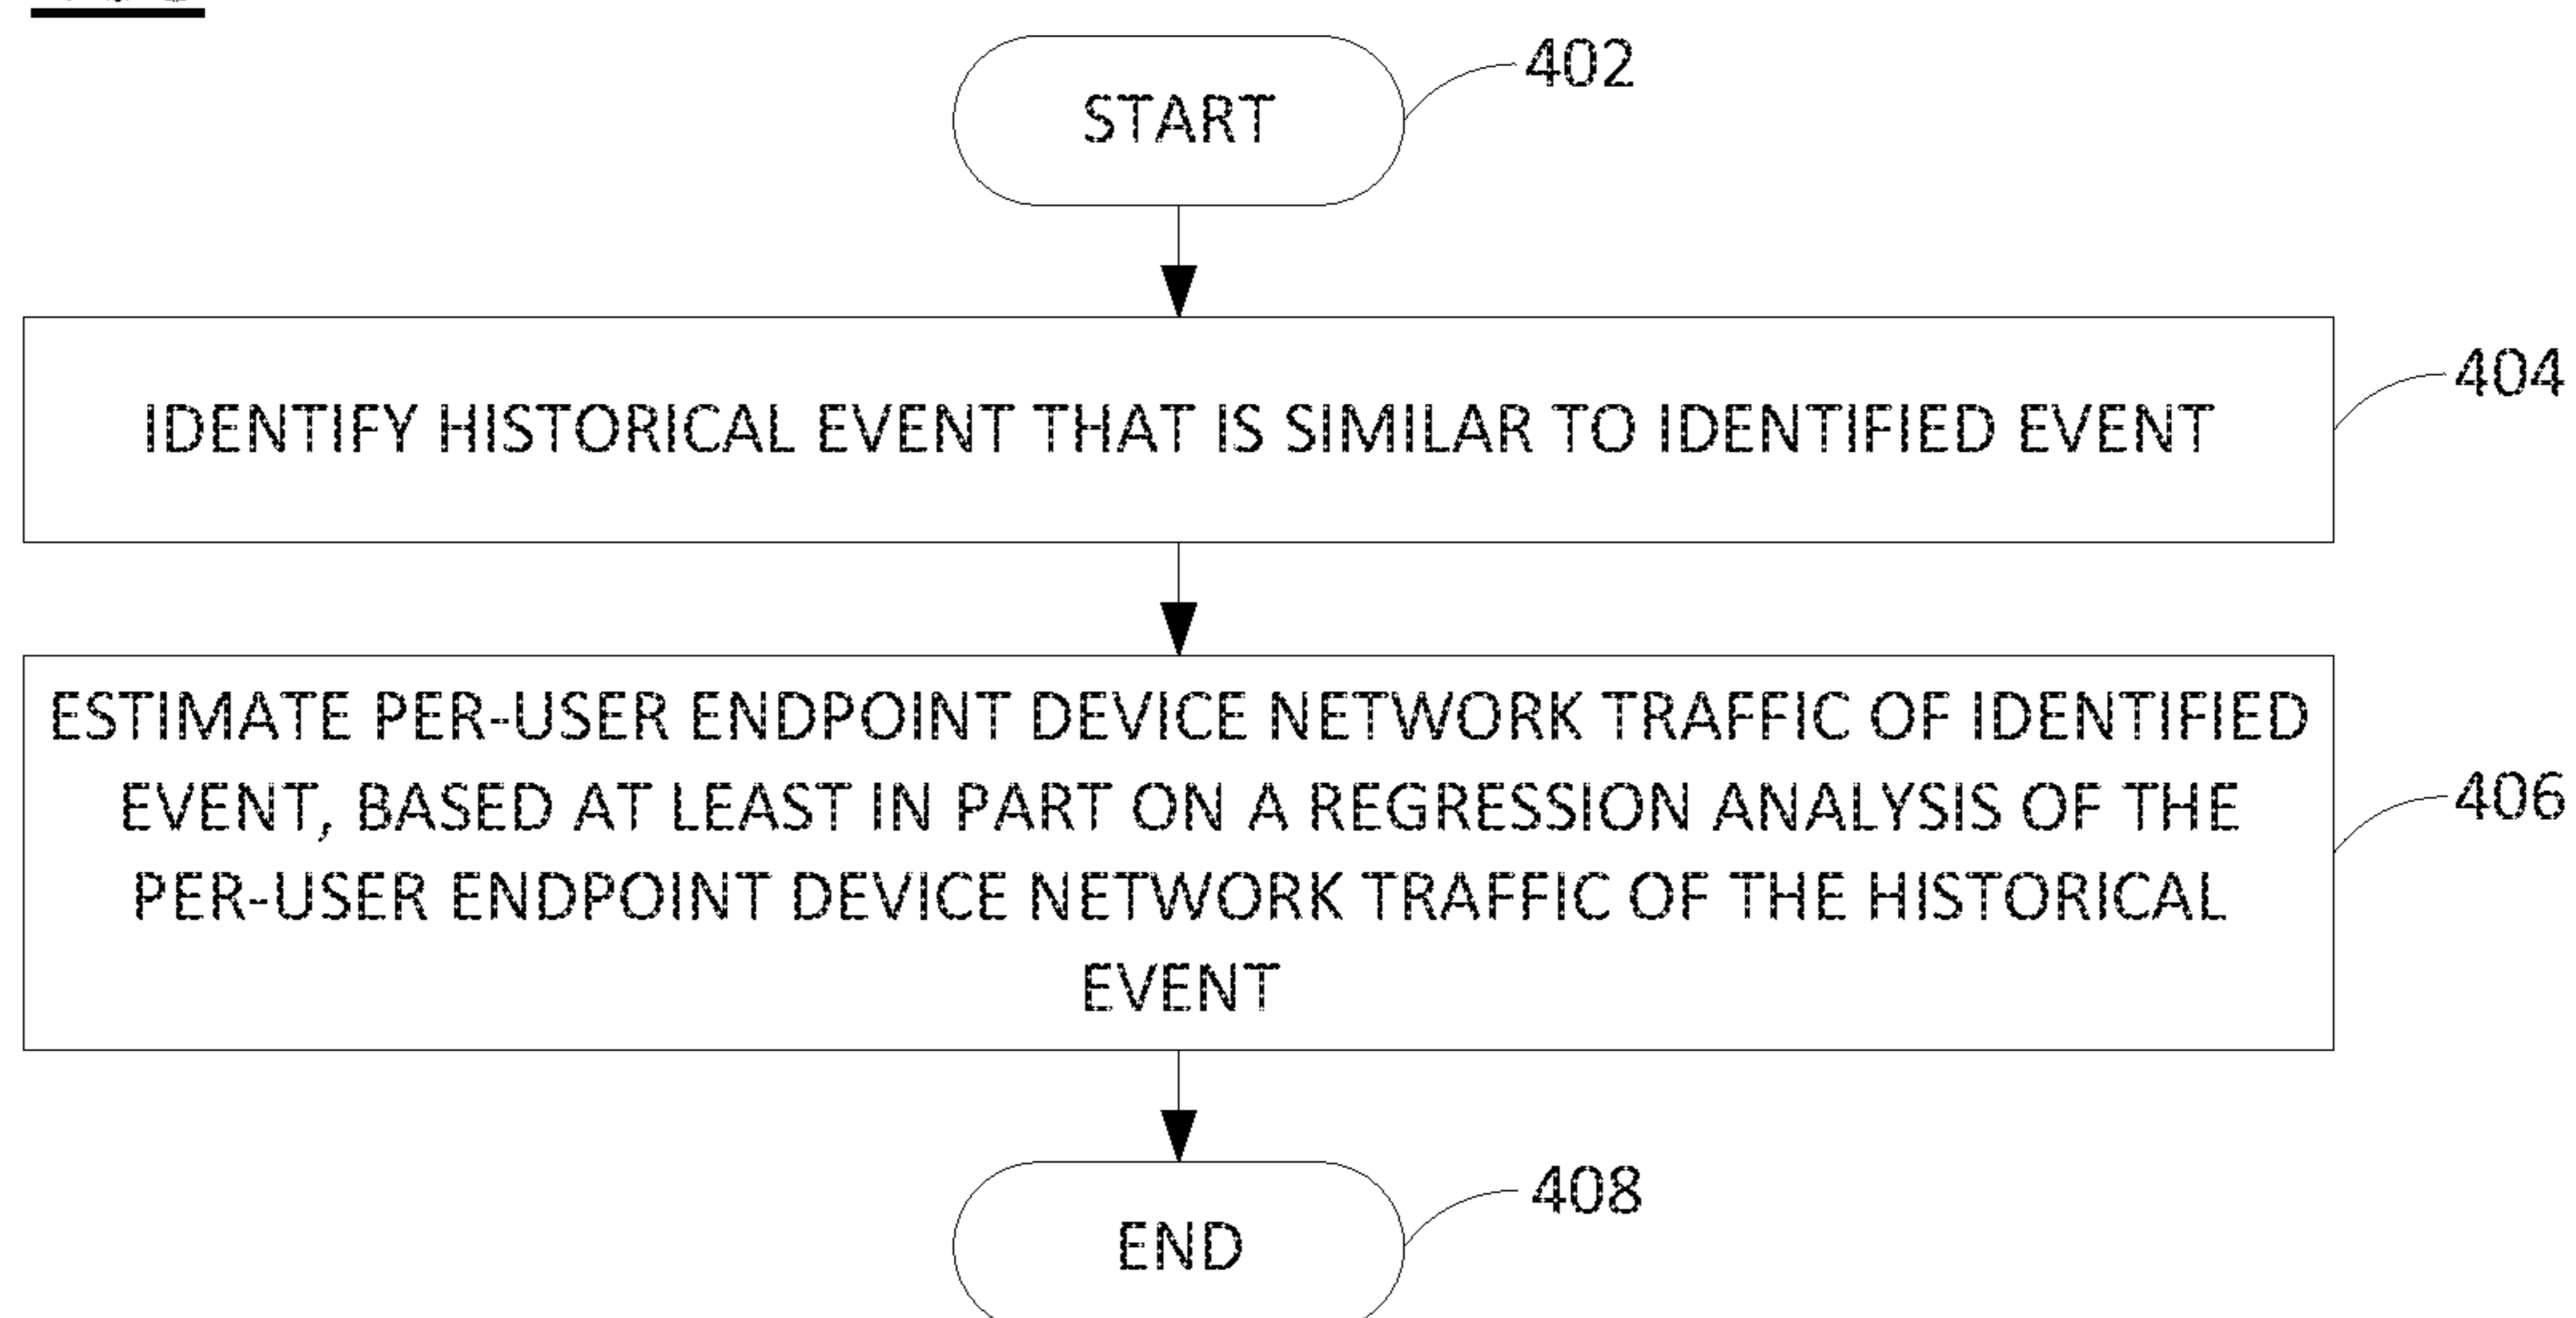 START
402
IDENTIFY HISTORICAL EVENT THAT IS SIMILAR TO IDENTIFIED EVENT
404
ESTIMATE PER-USER ENDPOINT DEVICE NETWORK TRAFFIC OF IDENTIFIED
EVENT, BASED AT LEAST IN PART ON A REGRESSION ANALYSIS OF THE
PER-USER ENDPOINT DEVICE NETWORK TRAFFIC OF THE HISTORICAL
EVENT
406
END
408